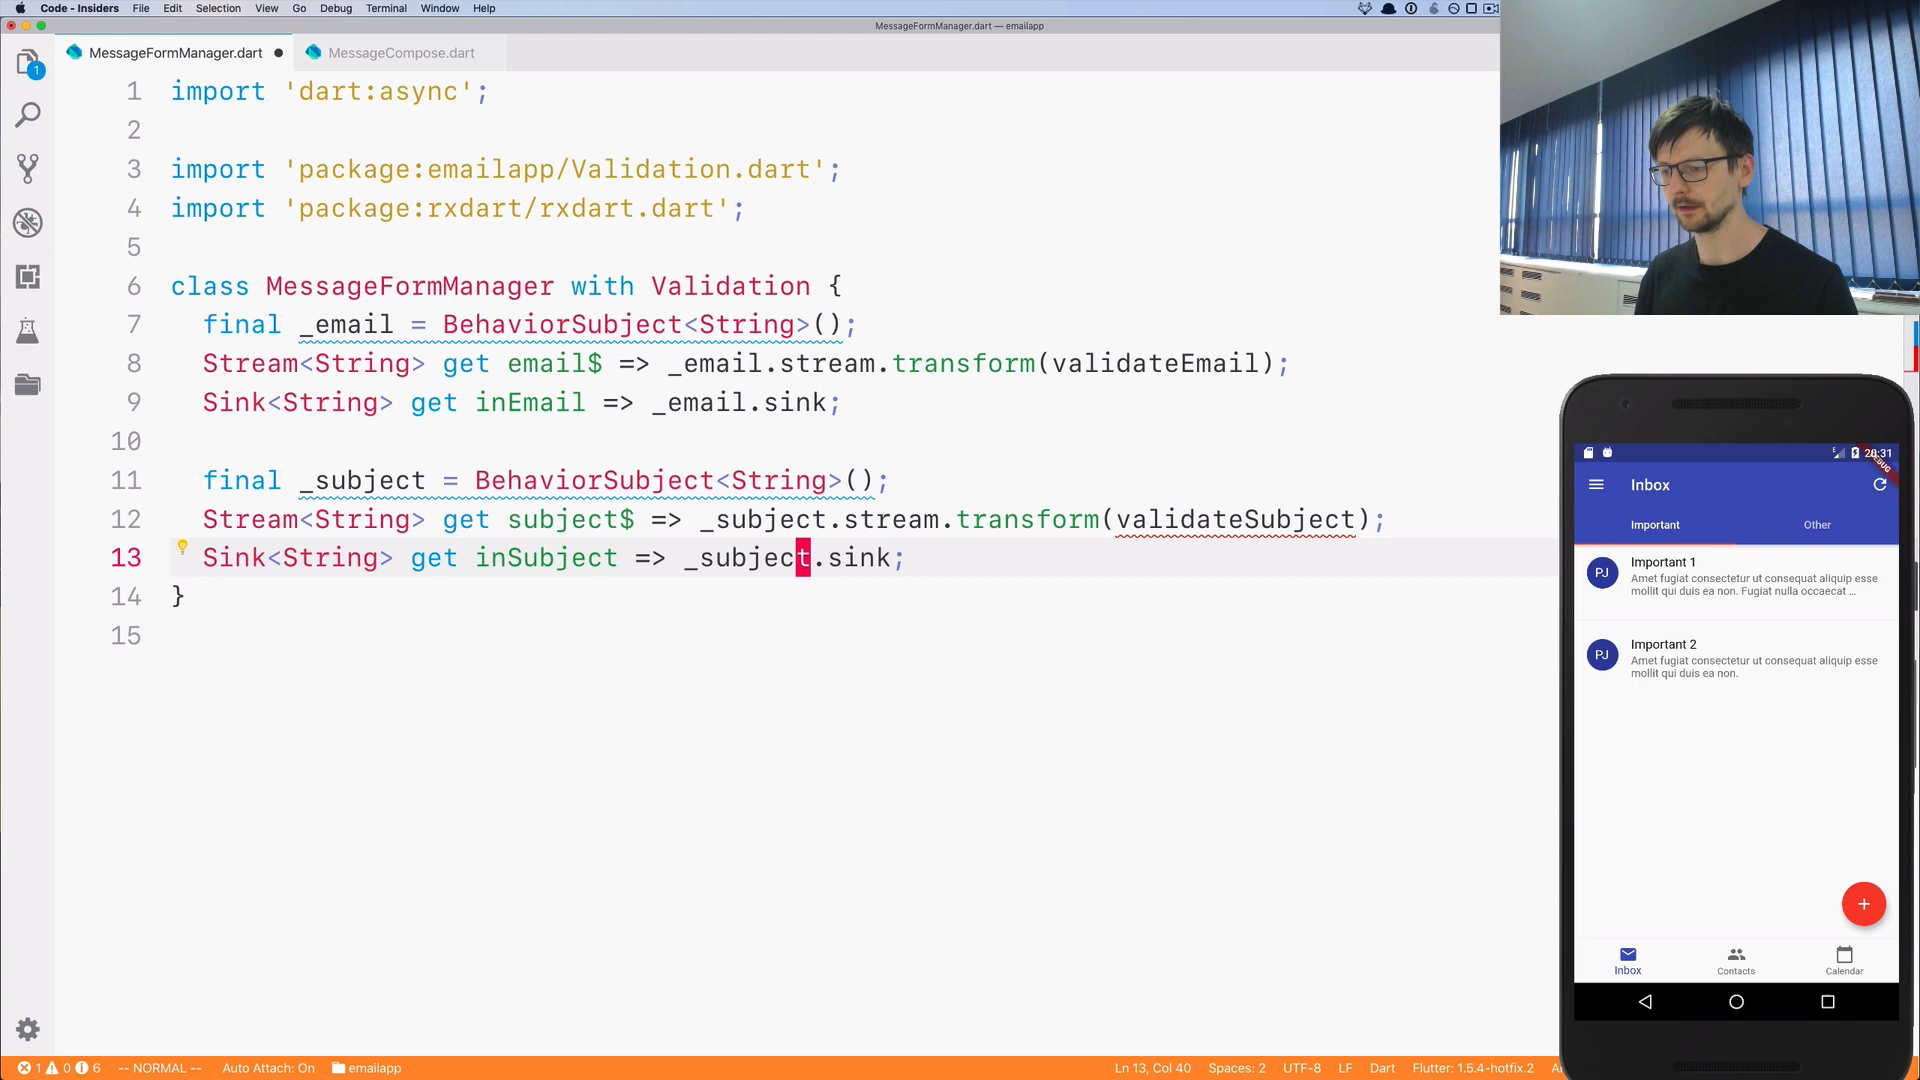 Code - Insiders File Edit Selection View Go Debug Terminal Window Help
MessageFormManager.dart — emailapp
MessageFormManager.dart
MessageCompose.dart
1
1 import 'dart:async';
2
3 import 'package:emailapp/Validation.dart';
4 import 'package:rxdart/rxdart.dart';
5
6 class MessageFormManager with Validation {
7 final _email = BehaviorSubject<String>();
8 Stream<String> get email$ => _email.stream.transform(validateEmail);
9 Sink<String> get inEmail => _email.sink;
10
11 final _subject = BehaviorSubject<String>();
12 Stream<String> get subject$ => _subject.stream.transform(validateSubject);
13 Sink<String> get inSubject => _subject.sink;
14 }
15
20:31
DEBUG
Inbox
Important Other
PJ
Important 1
Amet fugiat consectetur ut consequat aliquip esse
mollit qui duis ea non. Fugiat nulla occaecat ...
PJ
Important 2
Amet fugiat consectetur ut consequat aliquip esse
mollit qui duis ea non.
+
Inbox Contacts Calendar
1 0 6 -- NORMAL -- Auto Attach: On emailapp Ln 13, Col 40 Spaces: 2 UTF-8 LF Dart Flutter: 1.5.4-hotfix.2